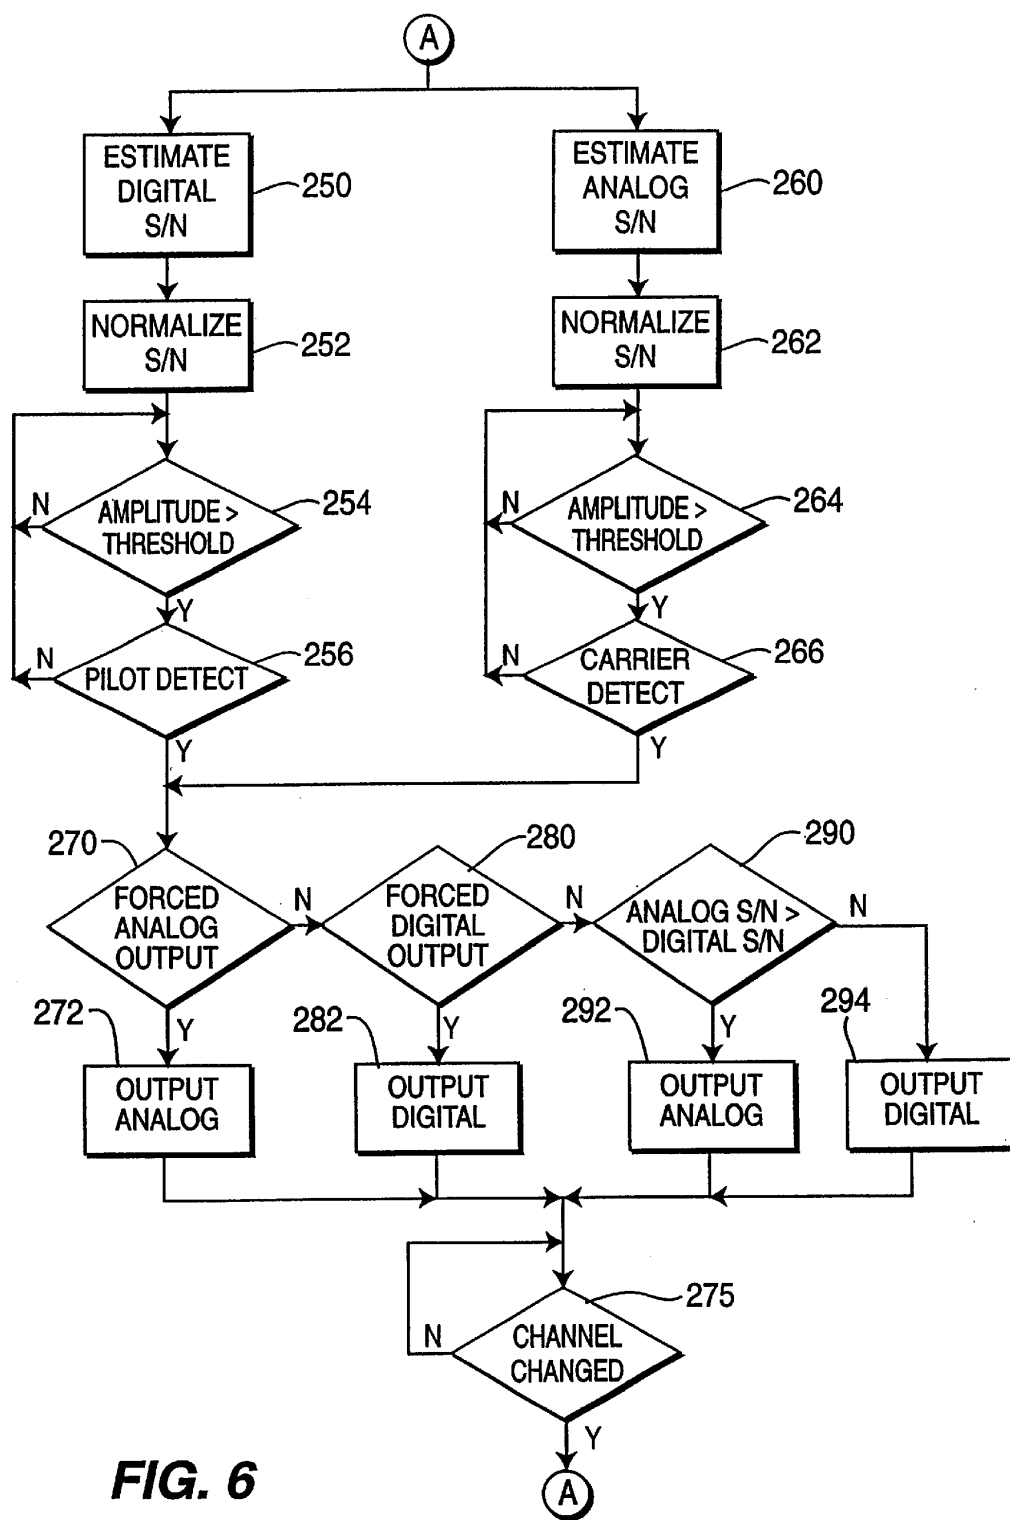 A
ESTIMATE
DIGITAL
S/N
250
ESTIMATE
ANALOG
S/N
260
NORMALIZE
S/N
252
NORMALIZE
S/N
262
N
AMPLITUDE >
THRESHOLD
254
Y
N
AMPLITUDE >
THRESHOLD
264
Y
N
PILOT DETECT
256
Y
N
CARRIER
DETECT
266
Y
270
FORCED
ANALOG
OUTPUT
N
280
FORCED
DIGITAL
OUTPUT
N
290
ANALOG S/N >
DIGITAL S/N
N
272
Y
OUTPUT
ANALOG
282
Y
OUTPUT
DIGITAL
292
Y
OUTPUT
ANALOG
294
OUTPUT
DIGITAL
275
N
CHANNEL
CHANGED
Y
A
FIG. 6